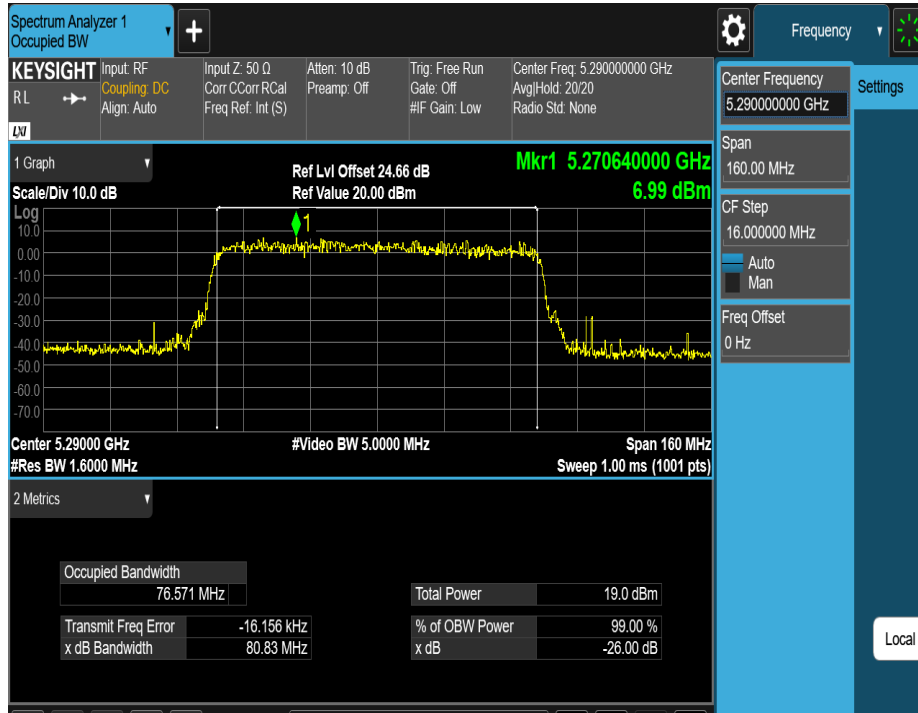 Spectrum Analyzer 1
Occupied BW
+
Frequency
KEYSIGHT
R L
LXI
Input: RF
Coupling: DC
Align: Auto
Input Z: 50 Ω
Corr CCorr RCal
Freq Ref: Int (S)
Atten: 10 dB
Preamp: Off
Trig: Free Run
Gate: Off
#IF Gain: Low
Center Freq: 5.290000000 GHz
Avg|Hold: 20/20
Radio Std: None
Center Frequency
5.290000000 GHz
Settings
Span
160.00 MHz
CF Step
16.000000 MHz
Auto
Man
Freq Offset
0 Hz
Local
1 Graph
Scale/Div 10.0 dB
Ref Lvl Offset 24.66 dB
Ref Value 20.00 dBm
Mkr1 5.270640000 GHz
6.99 dBm
Log
10.0
0.00
-10.0
-20.0
-30.0
-40.0
-50.0
-60.0
-70.0
1
Center 5.29000 GHz
#Video BW 5.0000 MHz
Span 160 MHz
#Res BW 1.6000 MHz
Sweep 1.00 ms (1001 pts)
2 Metrics
Occupied Bandwidth
76.571 MHz
Total Power 19.0 dBm
Transmit Freq Error -16.156 kHz
% of OBW Power 99.00 %
x dB Bandwidth 80.83 MHz
x dB -26.00 dB